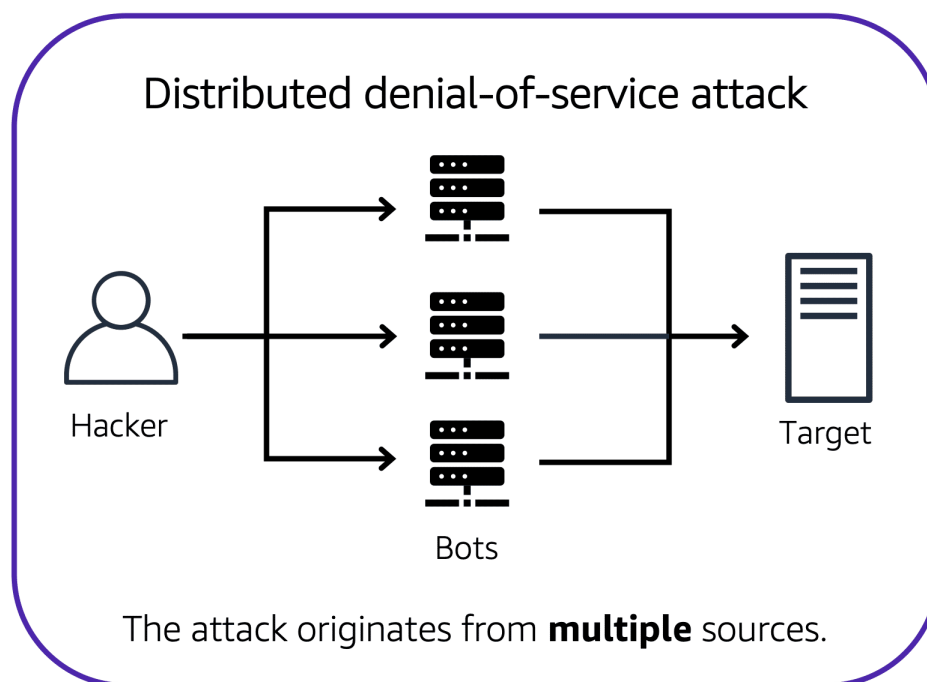 Distributed denial-of-service attack
Hacker
Bots
Target
The attack originates from multiple sources.